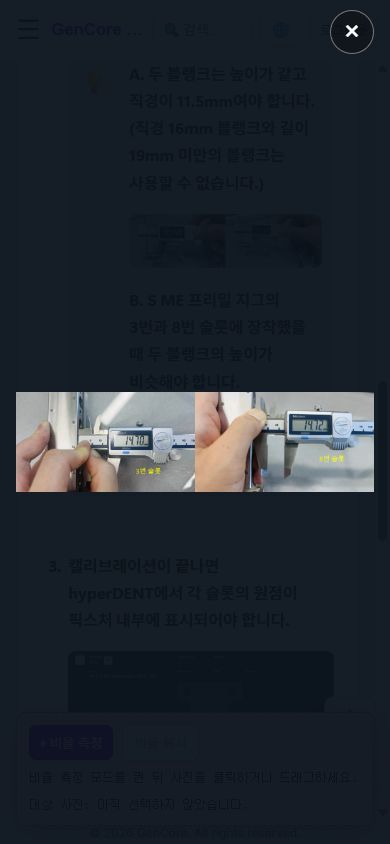 GenCore ...
검색
A. 두 블랭크는 높이가 같고
직경이 11.5mm여야 합니다.
(직경 16mm 블랭크와 길이
19mm 미만의 블랭크는
사용할 수 없습니다.)
B. S ME 프리밀 지그의
3번과 8번 슬롯에 장착했을
때 두 블랭크의 높이가
비슷해야 합니다.
1470
3번 슬롯
1472
8번 슬롯
3. 캘리브레이션이 끝나면
hyperDENT에서 각 슬롯의 원점이
픽스처 내부에 표시되어야 합니다.
+ 비율 측정
비율 측정 모드를 켠 뒤 사진을 클릭하거나 드래그하세요.
대상 사진: 아직 선택하지 않았습니다.
© 2026 GenCore. All rights reserved.